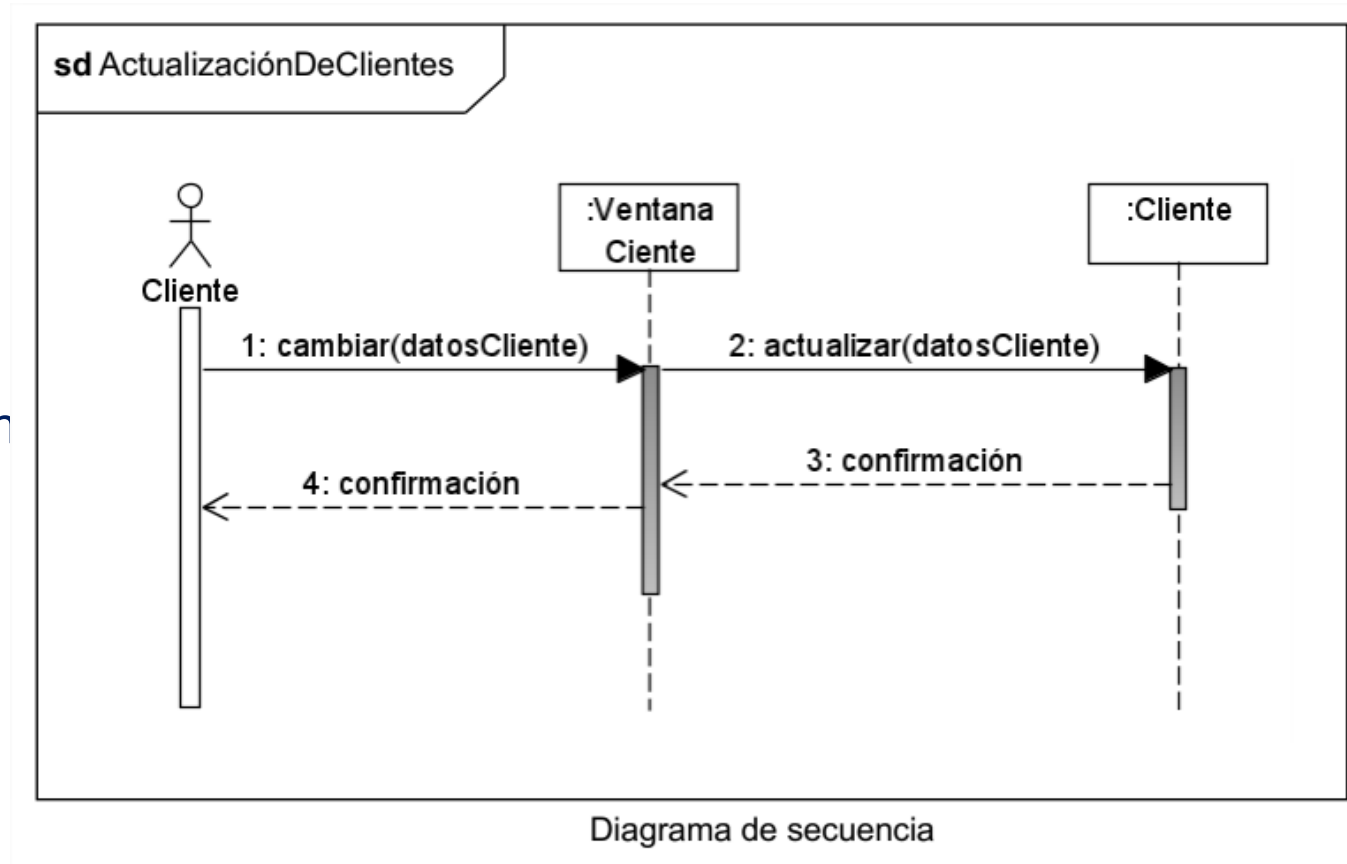 sd ActualizaciónDeClientes
:Ventana
Ciente
:Cliente
Cliente
1: cambiar(datosCliente)
2: actualizar(datosCliente)
3: confirmación
4: confirmación
Diagrama de secuencia